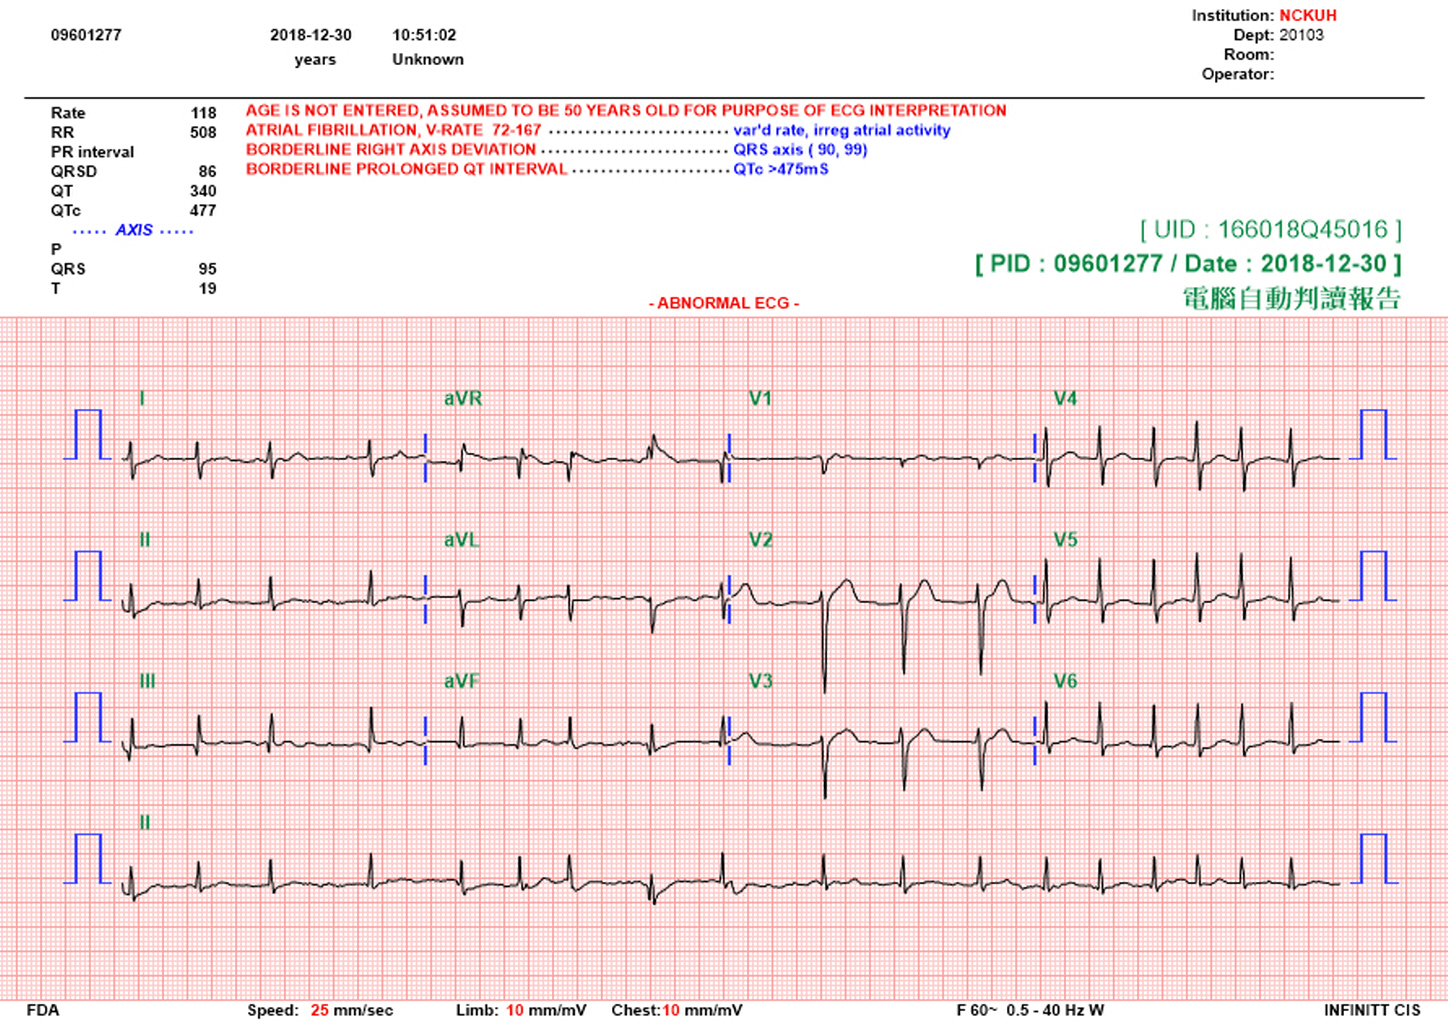 Institution: NCKUH
09601277 2018-12-30 10:51:02 Dept: 20103
years Unknown Room:
Operator:
Rate 118 AGE IS NOT ENTERED, ASSUMED TO BE 50 YEARS OLD FOR PURPOSE OF ECG INTERPRETATION
RR 508 ATRIAL FIBRILLATION, V-RATE 72-167 ........................ var'd rate, irreg atrial activity
PR interval BORDERLINE RIGHT AXIS DEVIATION ........................ QRS axis ( 90, 99)
QRSD 86 BORDERLINE PROLONGED QT INTERVAL ........................ QTc >475mS
QT 340
QTc 477
····· AXIS ·····
[ UID : 166018Q45016 ]
P
[ PID : 09601277 / Date : 2018-12-30 ]
QRS 95
T 19
電腦自動判讀報告
- ABNORMAL ECG -
I aVR V1 V4
II aVL V2 V5
III aVF V3 V6
II
FDA Speed: 25 mm/sec Limb: 10 mm/mV Chest:10 mm/mV F 60~ 0.5 - 40 Hz W INFINITT CIS